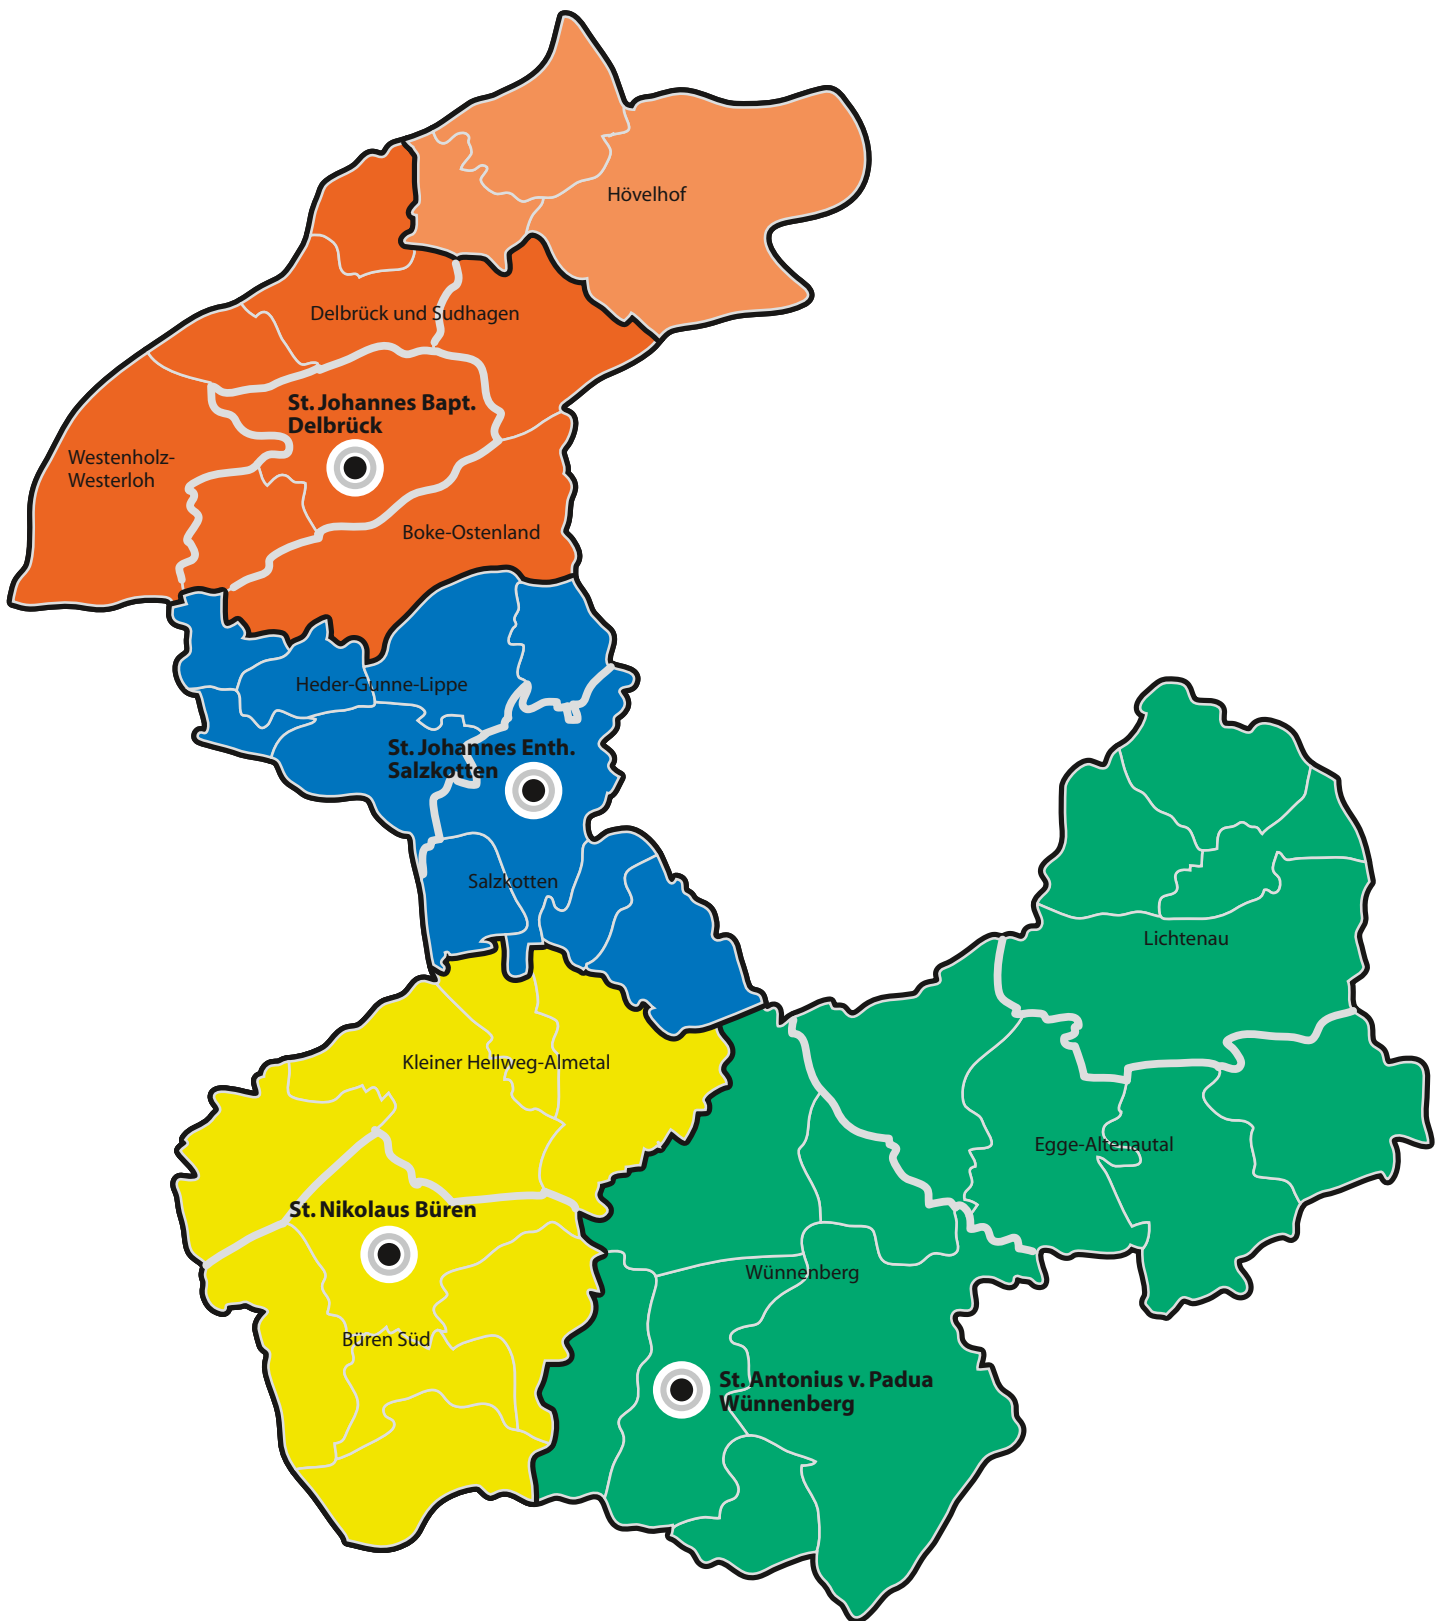 Hövelhof
Delbrück und Sudhagen
St. Johannes Bapt.
Delbrück
Westenholz-
Westerloh
Boke-Ostenland
Heder-Gunne-Lippe
St. Johannes Enth.
Salzkotten
Salzkotten
Lichtenau
Kleiner Hellweg-Almetal
Egge-Altenautal
St. Nikolaus Büren
Wünnenberg
Büren Süd
St. Antonius v. Padua
Wünnenberg